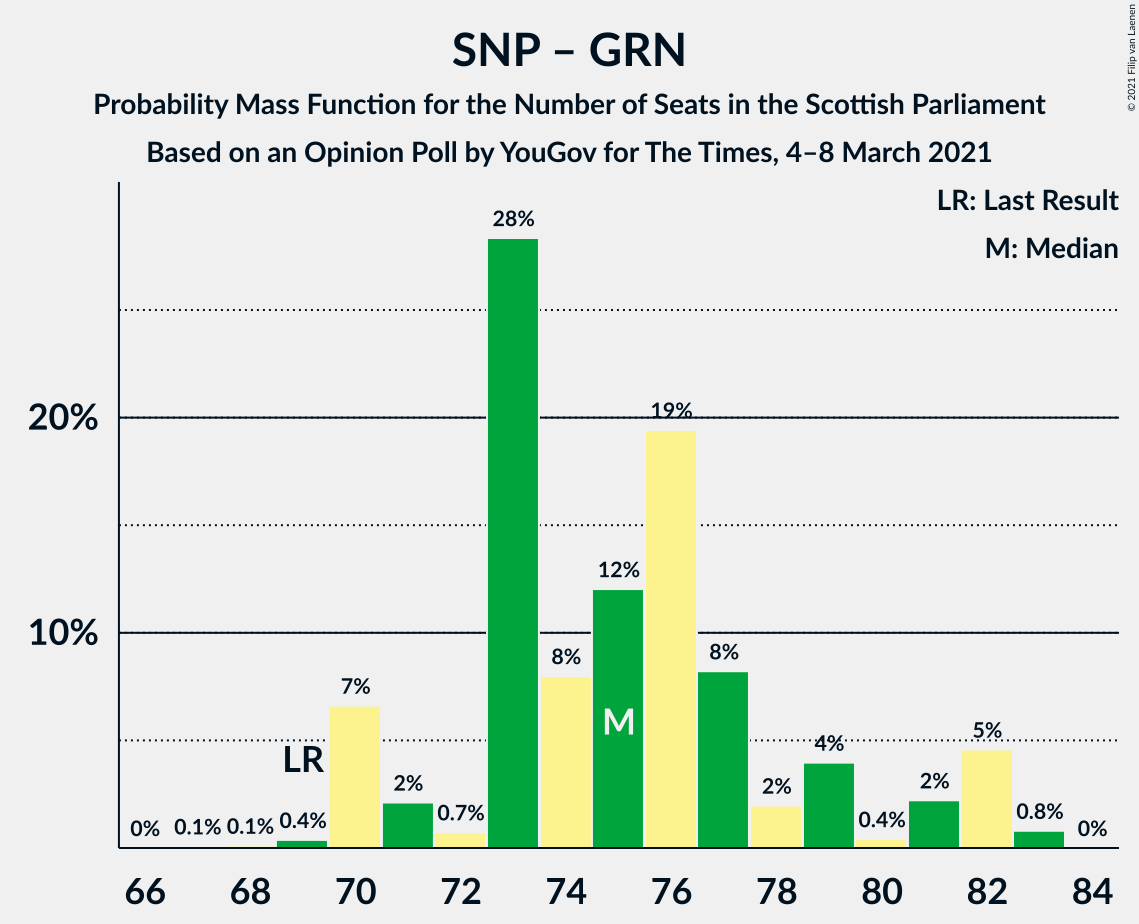 SNP – GRN
Probability Mass Function for the Number of Seats in the Scottish Parliament
Based on an Opinion Poll by YouGov for The Times, 4–8 March 2021
© 2021 Filip van Laenen
LR: Last Result
M: Median
20%
10%
0%
0.1%
0.1%
0.4%
LR
7%
2%
0.7%
28%
8%
12%
M
19%
8%
2%
4%
0.4%
2%
5%
0.8%
0%
66 68 70 72 74 76 78 80 82 84